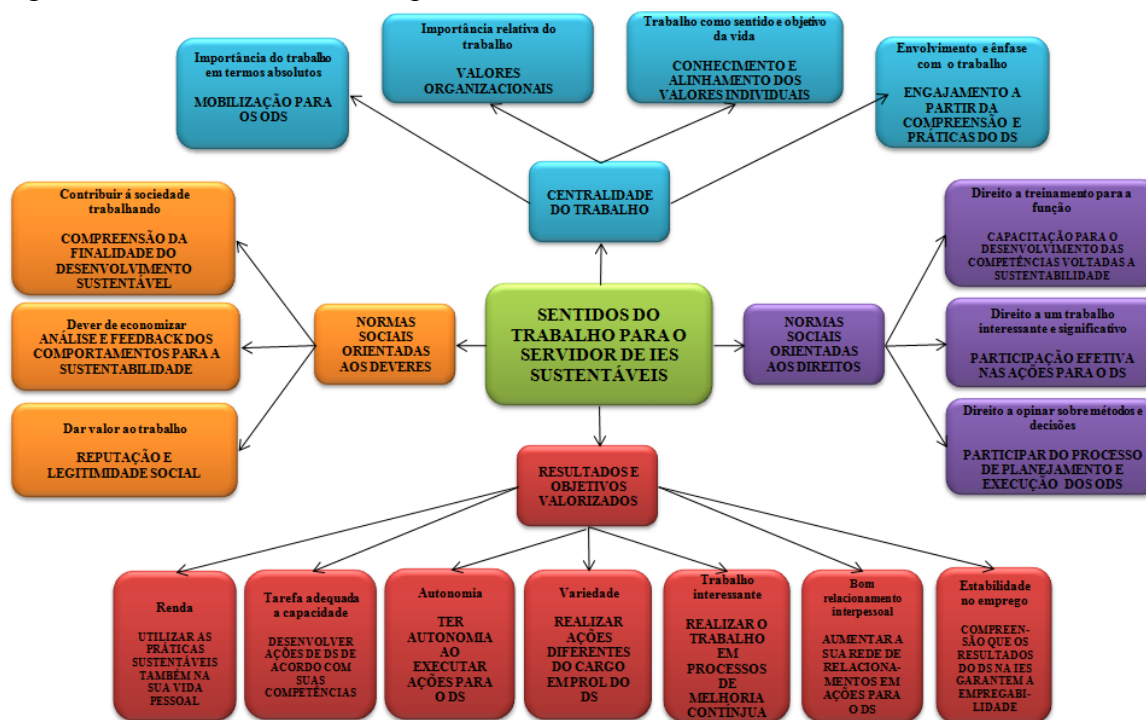 Importância do trabalho
em termos absolutos
MOBILIZAÇÃO PARA
OS ODS
Importância relativa do
trabalho
VALORES
ORGANIZACIONAIS
Trabalho como sentido e objetivo
da vida
CONHECIMENTO E
ALINHAMENTO DOS
VALORES INDIVIDUAIS
Envolvimento e ênfase
com o trabalho
ENGAJAMENTO A
PARTIR DA
COMPREENSÃO E
PRÁTICAS DO DS
CENTRALIDADE
DO TRABALHO
Contribuir á sociedade
trabalhando
COMPREENSÃO DA
FINALIDADE DO
DESENVOLVIMENTO
SUSTENTÁVEL
Dever de economizar
ANÁLISE E FEEDBACK DOS
COMPORTAMENTOS PARA A
SUSTENTABILIDADE
Dar valor ao trabalho
REPUTAÇÃO E
LEGITIMIDADE SOCIAL
NORMAS
SOCIAIS
ORIENTADAS
AOS DEVERES
SENTIDOS DO
TRABALHO PARA O
SERVIDOR DE IES
SUSTENTÁVEIS
NORMAS
SOCIAIS
ORIENTADAS
AOS DIREITOS
Direito a treinamento para a
função
CAPACITAÇÃO PARA O
DESENVOLVIMENTO DAS
COMPETÊNCIAS VOLTADAS A
SUSTENTABILIDADE
Direito a um trabalho
interessante e significativo
PARTICIPAÇÃO EFETIVA
NAS AÇÕES PARA O DS
Direito a opinar sobre métodos e
decisões
PARTICIPAR DO PROCESSO
DE PLANEJAMENTO E
EXECUÇÃO DOS ODS
RESULTADOS E
OBJETIVOS
VALORIZADOS
Renda
UTILIZAR AS
PRÁTICAS
SUSTENTÁVEIS
TAMBÉM NA
SUA VIDA
PESSOAL
Tarefa adequada
a capacidade
DESENVOLVER
AÇÕES DE DS DE
ACORDO COM
SUAS
COMPETÊNCIAS
Autonomia
TER
AUTONOMIA
AO
EXECUTAR
AÇÕES PARA
O DS
Variedade
REALIZAR
AÇÕES
DIFERENTES
DO CARGO
EM PROL DO
DS
Trabalho
interessante
REALIZAR O
TRABALHO
EM
PROCESSOS
DE
MELHORIA
CONTÍNJUA
Bom
relacionamento
interpessoal
AUMENTAR A
SUA REDE DE
RELACIONA-
MENTOS EM
AÇÕES PARA
O DS
Estabilidade
no emprego
COMPREEN-
SÃO QUE OS
RESULTADOS
DO DS NA IES
GARANTEM A
EMPREGABI-
LIDADE